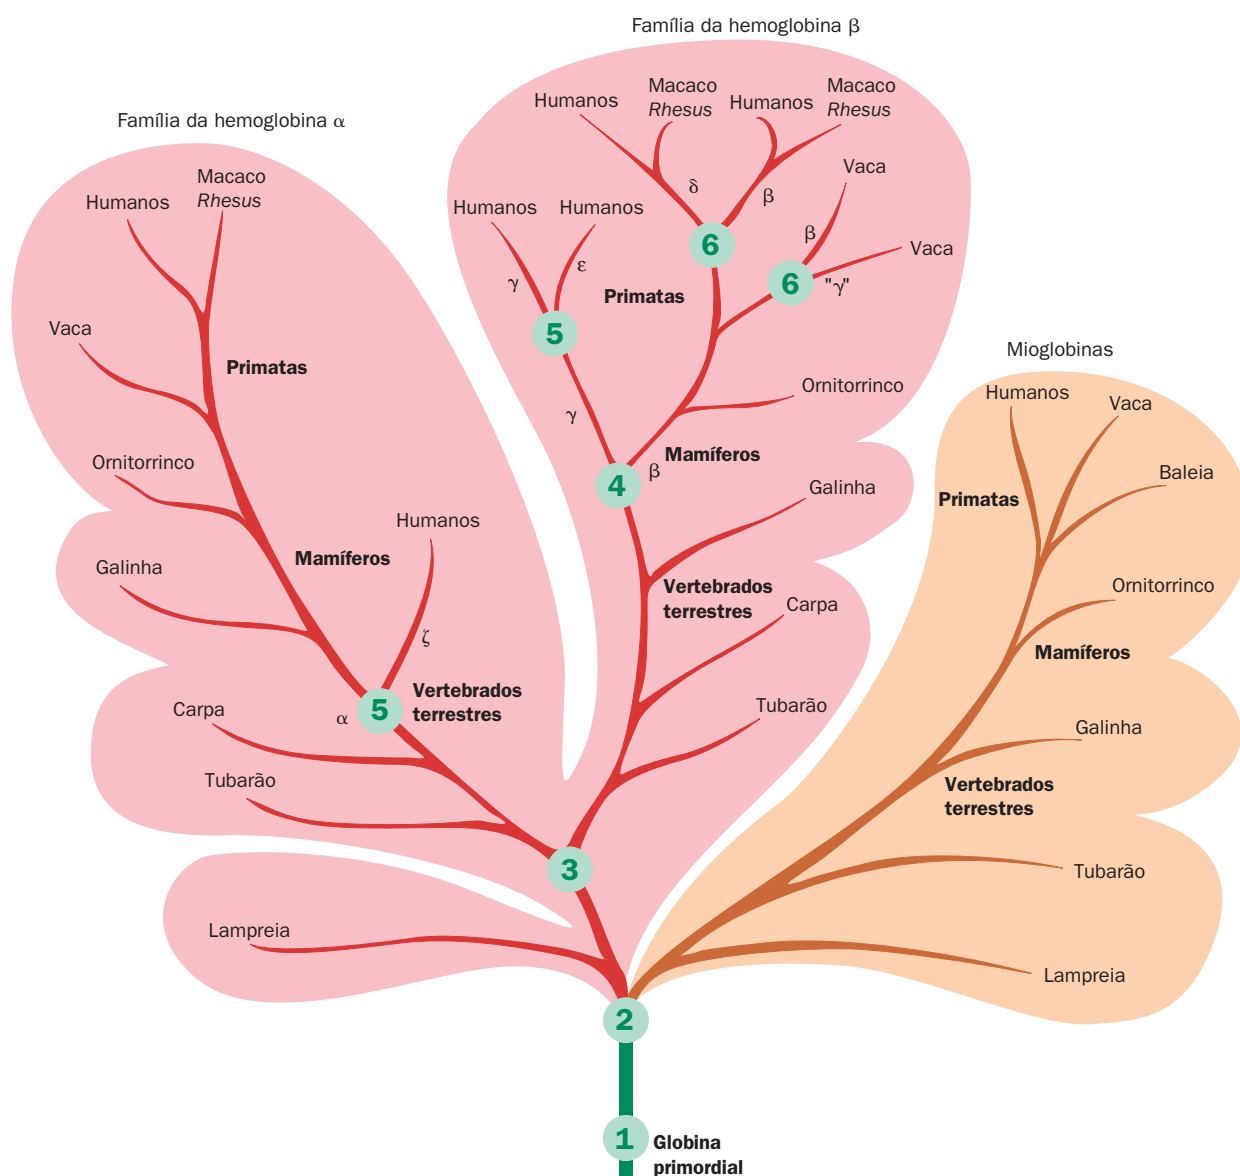 Família da hemoglobina β
Família da hemoglobina α
Humanos
Macaco
Rhesus
Vaca
Primatas
Ornitorrinco
Humanos
Mamíferos
Galinha
ζ
Vertebrados
terrestres
α
5
Carpa
Tubarão
Lampreia
Humanos
Macaco
Rhesus
Humanos
Macaco
Rhesus
Vaca
δ
β
6
Humanos
Humanos
γ
ε
Primatas
β
Vaca
6
"γ"
5
γ
Ornitorrinco
Mamíferos
β
4
Galinha
Vertebrados
terrestres
Carpa
Tubarão
3
Mioglobinas
Humanos
Vaca
Baleia
Primatas
Ornitorrinco
Mamíferos
Galinha
Vertebrados
terrestres
Tubarão
Lampreia
2
1
Globina
primordial